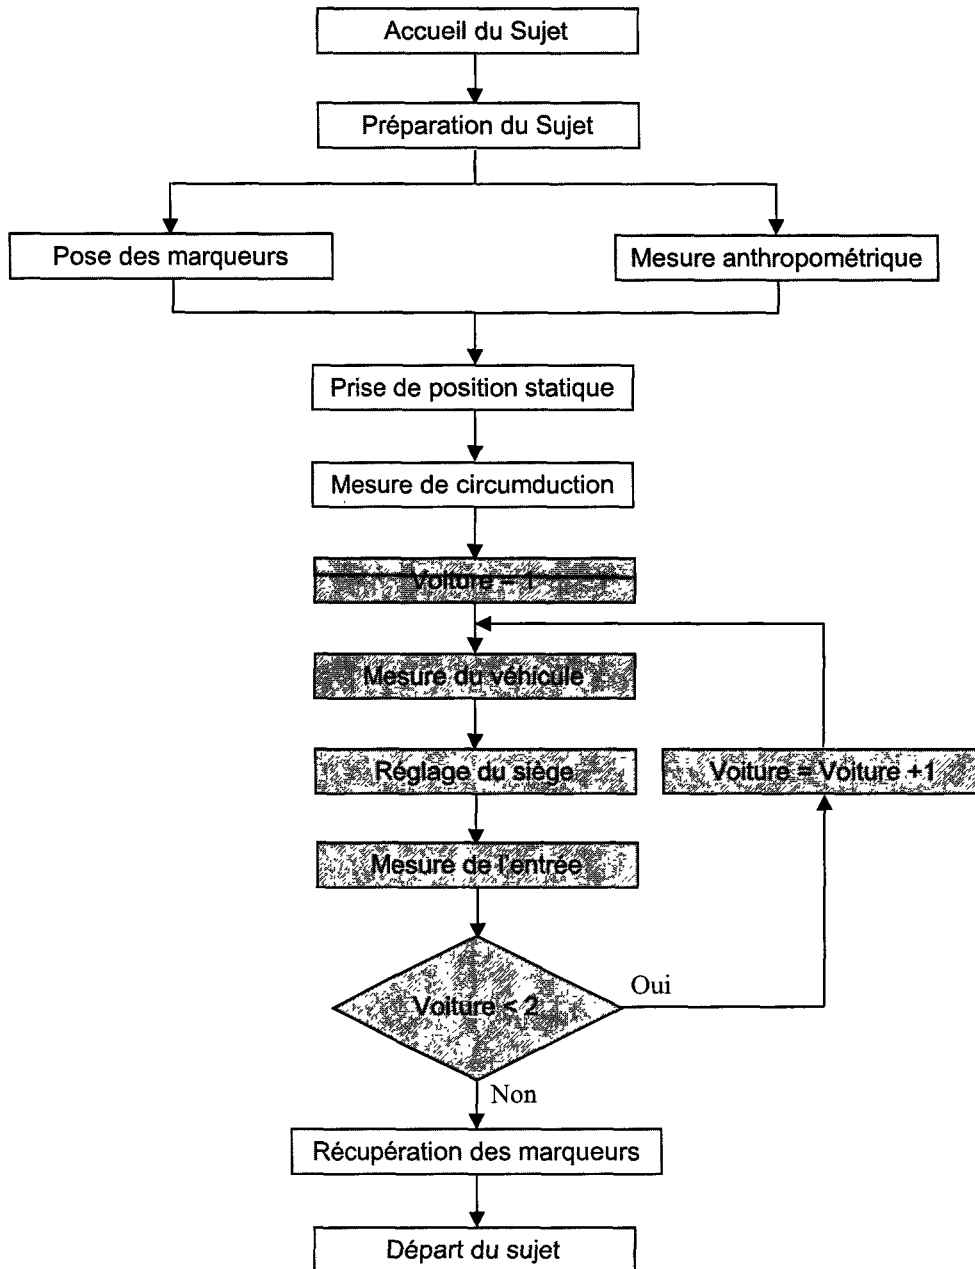 Accueil du Sujet
Préparation du Sujet
Pose des marqueurs
Mesure anthropométrique
Prise de position statique
Mesure de circumduction
Voiture = 1
Mesure du véhicule
Réglage du siège
Voiture = Voiture +1
Mesure de l'entrée
Voiture < 2
Oui
Non
Récupération des marqueurs
Départ du sujet